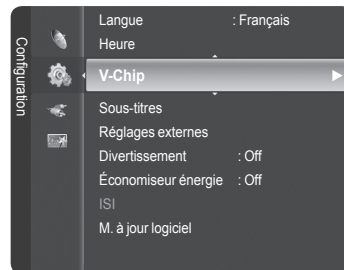 Configuration
Langue : Français
Heure
V-Chip
Sous-titres
Réglages externes
Divertissement : Off
Économiseur énergie : Off
ISI
M. à jour logiciel